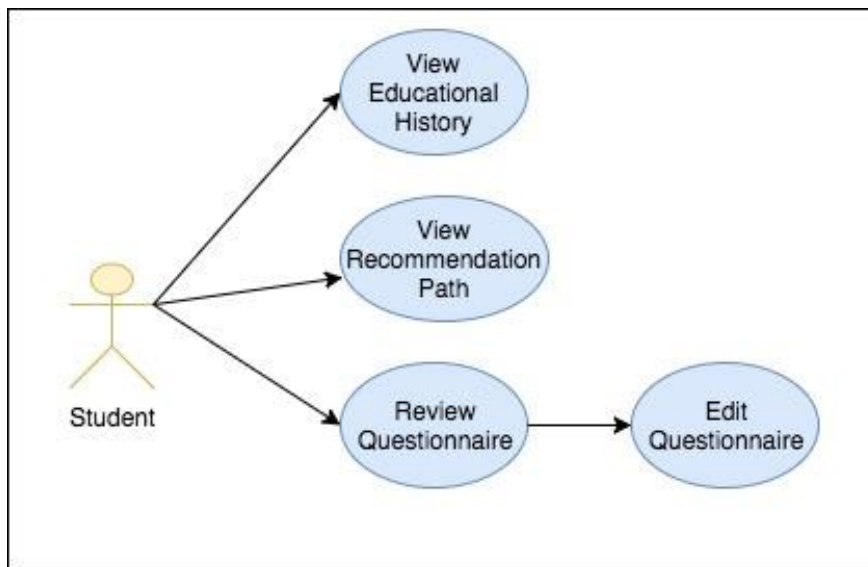 View
Educational
History
View
Recommendation
Path
Student
Review
Questionnaire
Edit
Questionnaire